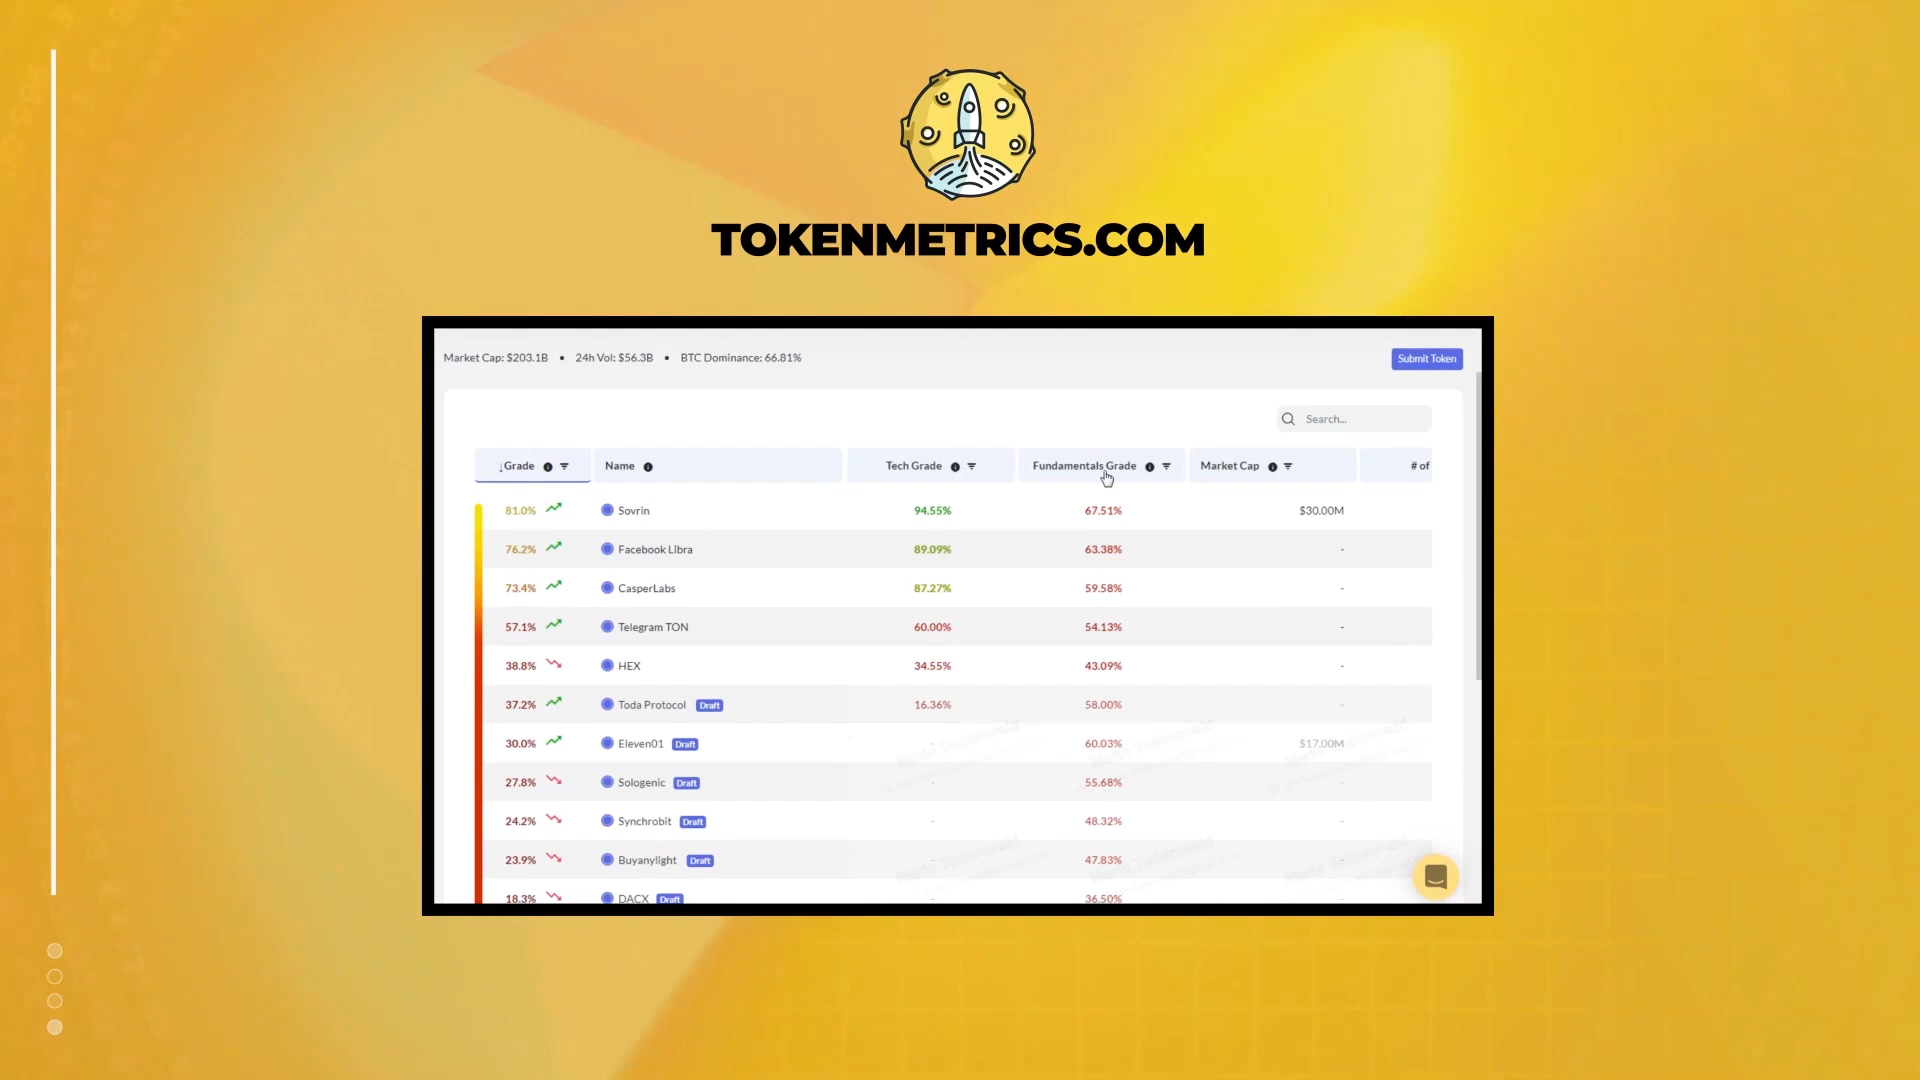 TOKENMETRICS.COM
Market Cap: $203.1B • 24h Vol: $56.3B • BTC Dominance: 66.81%
Submit Token
Search...
↓Grade Name Tech Grade Fundamentals Grade Market Cap # of
81.0% Sovrin 94.55% 67.51% $30.00M
76.2% Facebook Libra 89.09% 63.38% -
73.4% CasperLabs 87.27% 59.58% -
57.1% Telegram TON 60.00% 54.13% -
38.8% HEX 34.55% 43.09% -
37.2% Toda Protocol Draft 16.36% 58.00% -
30.0% Eleven01 Draft - 60.03% $17.00M
27.8% Sologenic Draft - 55.68% -
24.2% Synchrobit Draft - 48.32% -
23.9% Buyanylight Draft - 47.83% -
18.3% DACX Draft - 36.50% -